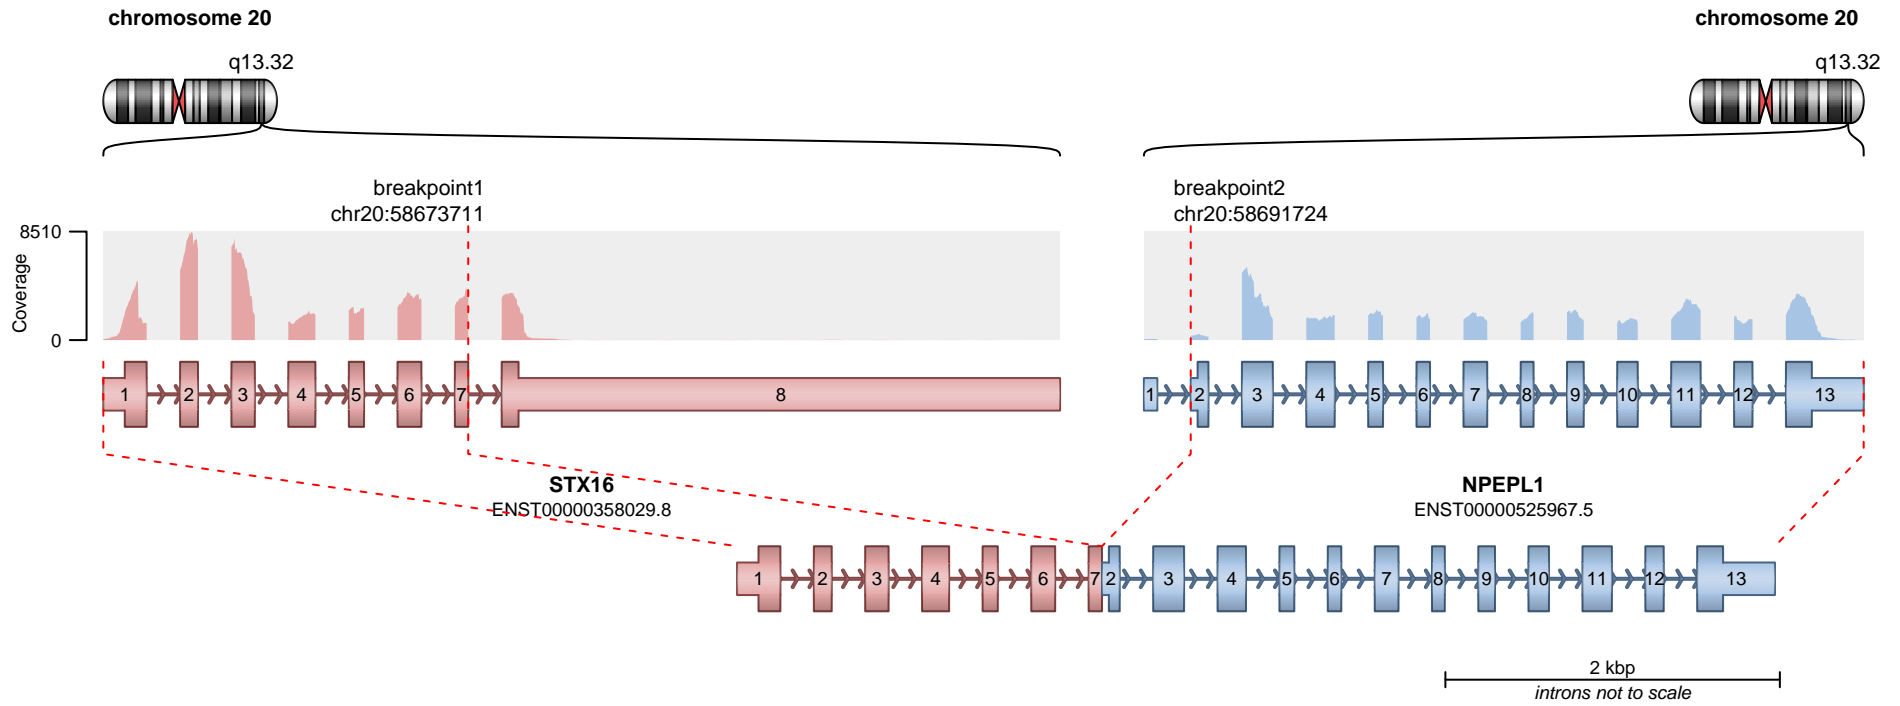 chromosome 20
chromosome 20
q13.32
q13.32
breakpoint1
chr20:58673711
breakpoint2
chr20:58691724
8510
Coverage
0
1 2 3 4 5 6 7 8
1 2 3 4 5 6 7 8 9 10 11 12 13
STX16
ENST00000358029.8
NPEPL1
ENST00000525967.5
1 2 3 4 5 6 7 2 3 4 5 6 7 8 9 10 11 12 13
2 kbp
introns not to scale